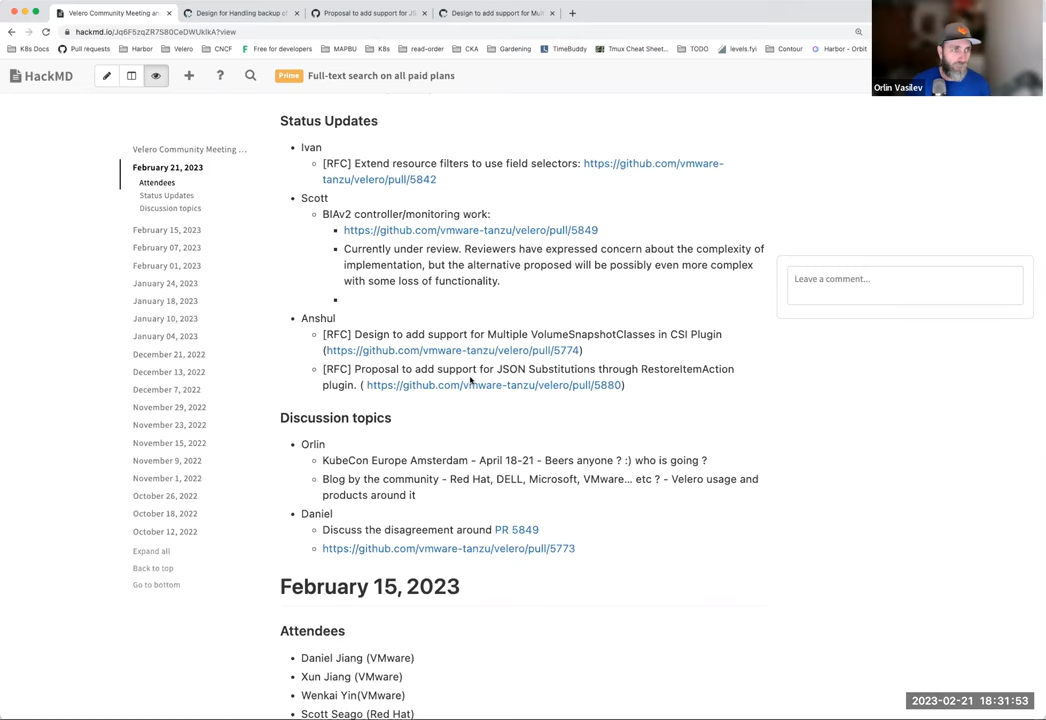 Velero Community Meeting an
Design for Handling backup of
Proposal to add support for JS
Design to add support for Mul
hackmd.io/Jq6F5zqZR7S80CeDWUklkA?view
K8s Docs
Pull requests
Harbor
Velero
CNCF
Free for developers
MAPBU
K8s
read-order
CKA
Gardening
TimeBuddy
Tmux Cheat Sheet...
TODO
levels.fyi
Contour
Harbor - Orbit
Orlin Vasilev
HackMD
Prime Full-text search on all paid plans
Velero Community Meeting ...
February 21, 2023
Attendees
Status Updates
Discussion topics
February 15, 2023
February 07, 2023
February 01, 2023
January 24, 2023
January 18, 2023
January 10, 2023
January 04, 2023
December 21, 2022
December 13, 2022
December 7, 2022
November 29, 2022
November 23, 2022
November 15, 2022
November 9, 2022
November 1, 2022
October 26, 2022
October 18, 2022
October 12, 2022
Expand all
Back to top
Go to bottom
Status Updates
Ivan
[RFC] Extend resource filters to use field selectors: https://github.com/vmware-
tanzu/velero/pull/5842
Scott
BIAv2 controller/monitoring work:
https://github.com/vmware-tanzu/velero/pull/5849
Currently under review. Reviewers have expressed concern about the complexity of
implementation, but the alternative proposed will be possibly even more complex
with some loss of functionality.
Anshul
[RFC] Design to add support for Multiple VolumeSnapshotClasses in CSI Plugin
(https://github.com/vmware-tanzu/velero/pull/5774)
[RFC] Proposal to add support for JSON Substitutions through RestoreItemAction
plugin. ( https://github.com/vmware-tanzu/velero/pull/5880)
Discussion topics
Orlin
KubeCon Europe Amsterdam - April 18-21 - Beers anyone ? :) who is going ?
Blog by the community - Red Hat, DELL, Microsoft, VMware... etc ? - Velero usage and
products around it
Daniel
Discuss the disagreement around PR 5849
https://github.com/vmware-tanzu/velero/pull/5773
February 15, 2023
Attendees
Daniel Jiang (VMware)
Xun Jiang (VMware)
Wenkai Yin(VMware)
Scott Seago (Red Hat)
Leave a comment...
2023-02-21 18:31:53